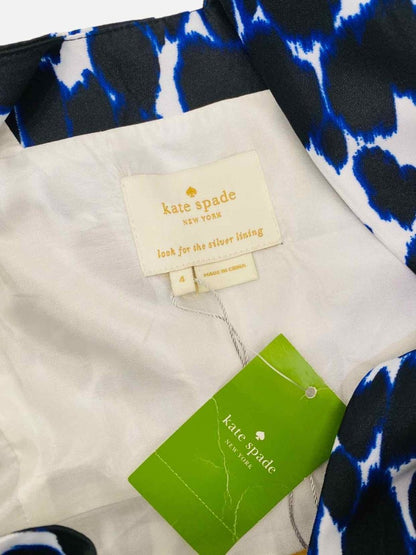 kate spade
NEW YORK
look for the silver lining
4
MADE IN CHINA
kate spade
NEW YORK